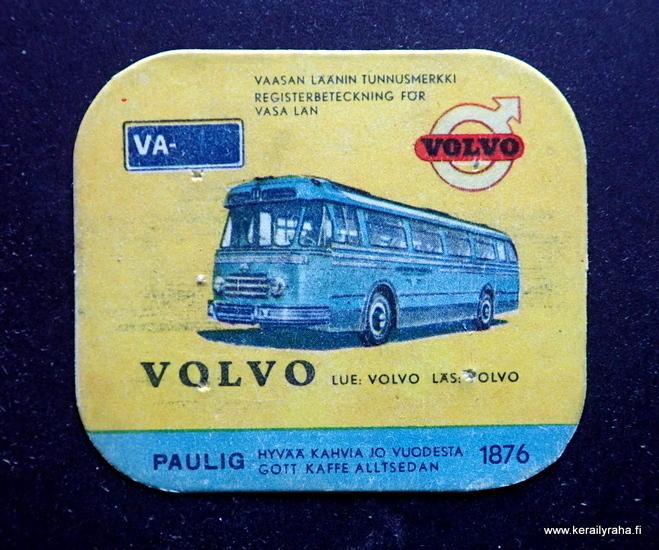 VAASAN LÄÄNIN TUNNUSMERKKI
REGISTERBETECKNING FÖR
VASA LÄN
VA-
VOLVO
VOLVO LUE: VOLVO LÄS: VOLVO
PAULIG HYVÄÄ KAHVIA JO VUODESTA 1876
GOTT KAFFE ALLTSEDAN
www.kerailyraha.fi